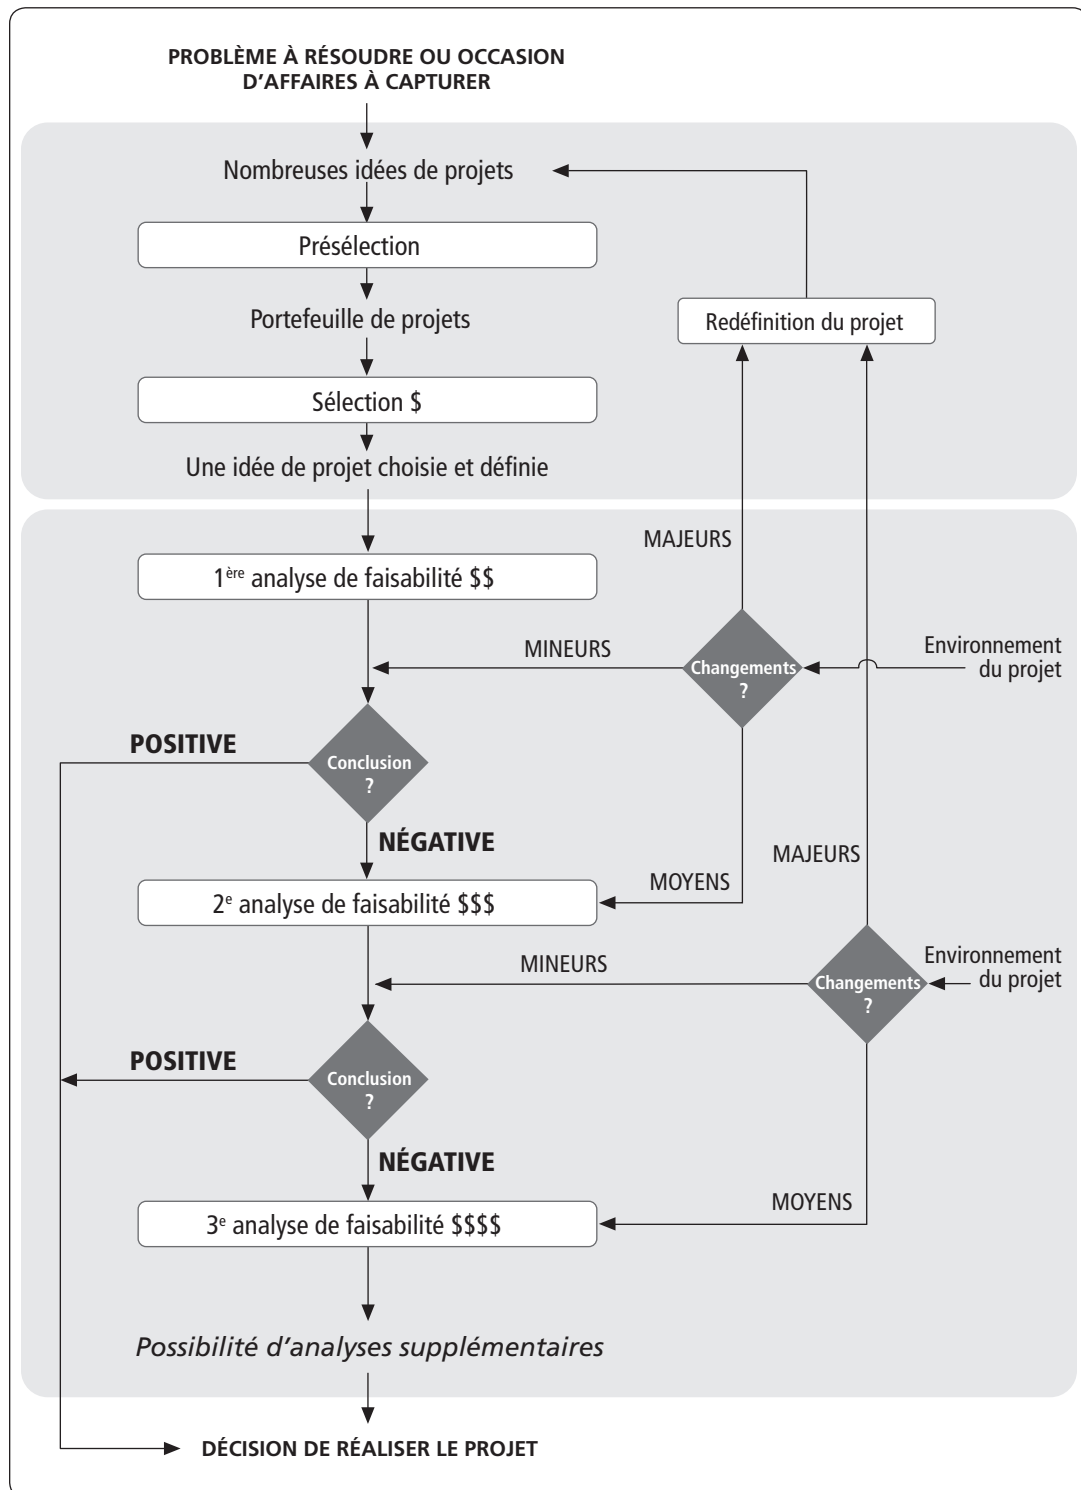 PROBLÈME À RÉSOUDRE OU OCCASION
D'AFFAIRES À CAPTURER
Nombreuses idées de projets
Présélection
Portefeuille de projets
Redéfinition du projet
Sélection $
Une idée de projet choisie et définie
MAJEURS
1ère analyse de faisabilité $$
MINEURS
Environnement
du projet
Changements
?
POSITIVE
Conclusion
?
NÉGATIVE
MAJEURS
MOYENS
2e analyse de faisabilité $$$
MINEURS
Environnement
du projet
Changements
?
POSITIVE
Conclusion
?
NÉGATIVE
MOYENS
3e analyse de faisabilité $$$$
Possibilité d'analyses supplémentaires
DÉCISION DE RÉALISER LE PROJET